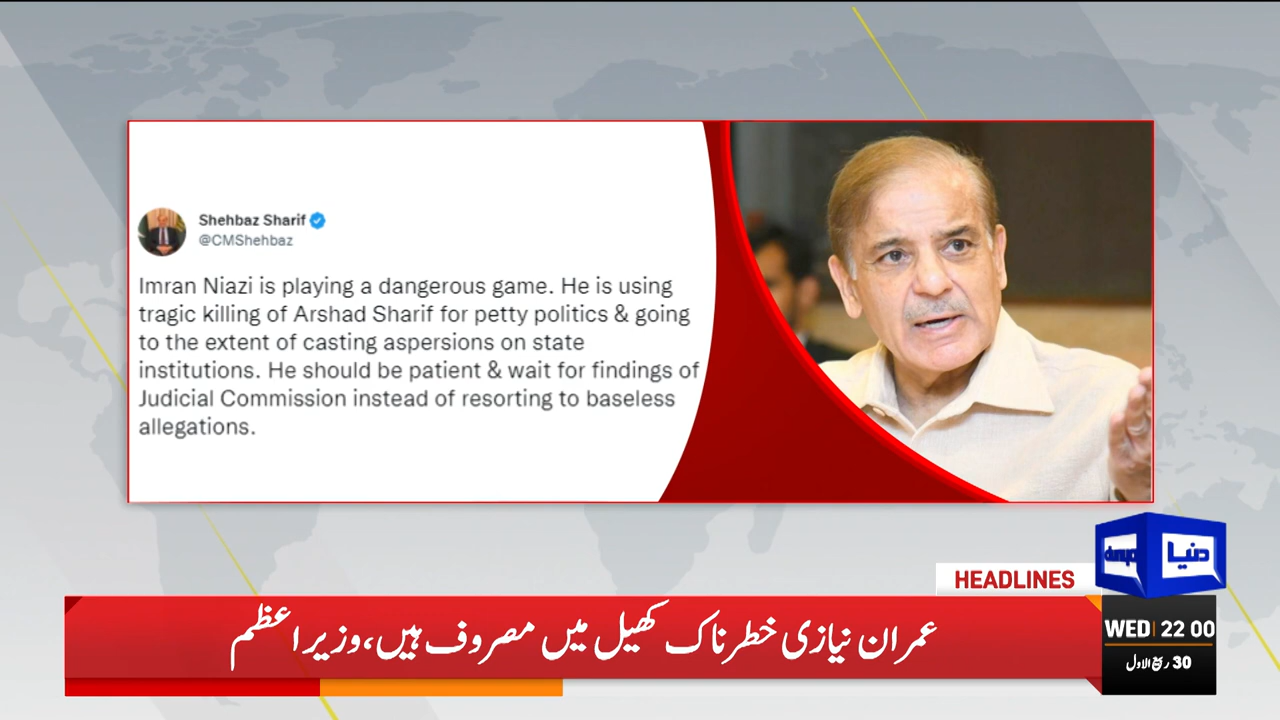 Shehbaz Sharif
@CMShehbaz
Imran Niazi is playing a dangerous game. He is using
tragic killing of Arshad Sharif for petty politics & going
to the extent of casting aspersions on state
institutions. He should be patient & wait for findings of
Judicial Commission instead of resorting to baseless
allegations.
دنیا
HEADLINES
عمران نیازی خطرناک کھیل میں مصروف ہیں، وزیراعظم
WED 22 00
30 ربیع الاول